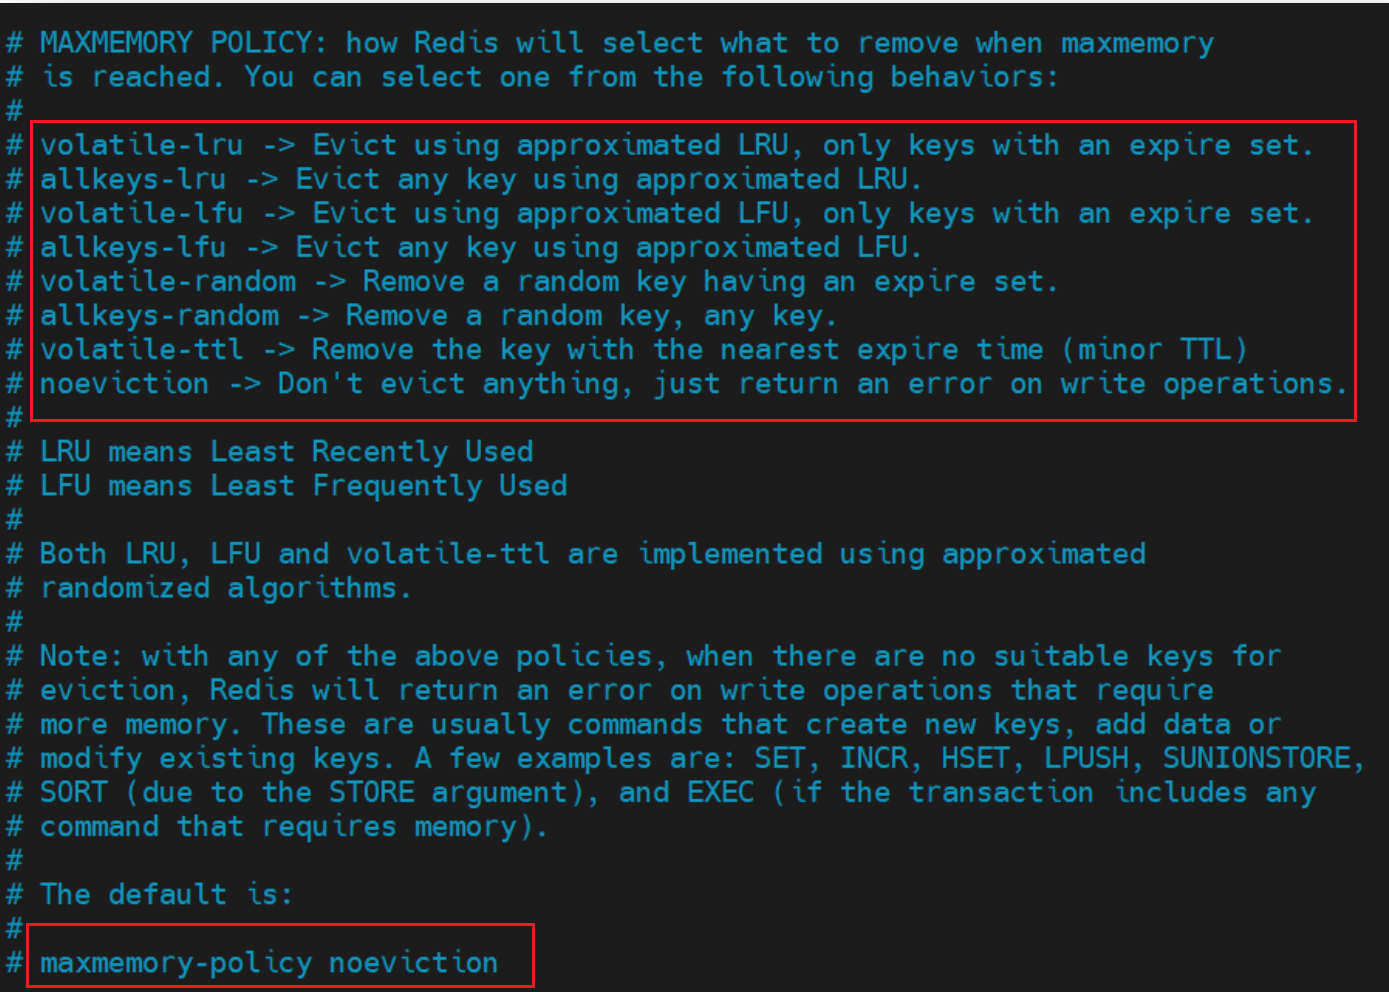 # MAXMEMORY POLICY: how Redis will select what to remove when maxmemory
# is reached. You can select one from the following behaviors:
#
# volatile-lru -> Evict using approximated LRU, only keys with an expire set.
# allkeys-lru -> Evict any key using approximated LRU.
# volatile-lfu -> Evict using approximated LFU, only keys with an expire set.
# allkeys-lfu -> Evict any key using approximated LFU.
# volatile-random -> Remove a random key having an expire set.
# allkeys-random -> Remove a random key, any key.
# volatile-ttl -> Remove the key with the nearest expire time (minor TTL)
# noeviction -> Don't evict anything, just return an error on write operations.
#
# LRU means Least Recently Used
# LFU means Least Frequently Used
#
# Both LRU, LFU and volatile-ttl are implemented using approximated
# randomized algorithms.
#
# Note: with any of the above policies, when there are no suitable keys for
# eviction, Redis will return an error on write operations that require
# more memory. These are usually commands that create new keys, add data or
# modify existing keys. A few examples are: SET, INCR, HSET, LPUSH, SUNIONSTORE,
# SORT (due to the STORE argument), and EXEC (if the transaction includes any
# command that requires memory).
#
# The default is:
#
# maxmemory-policy noeviction